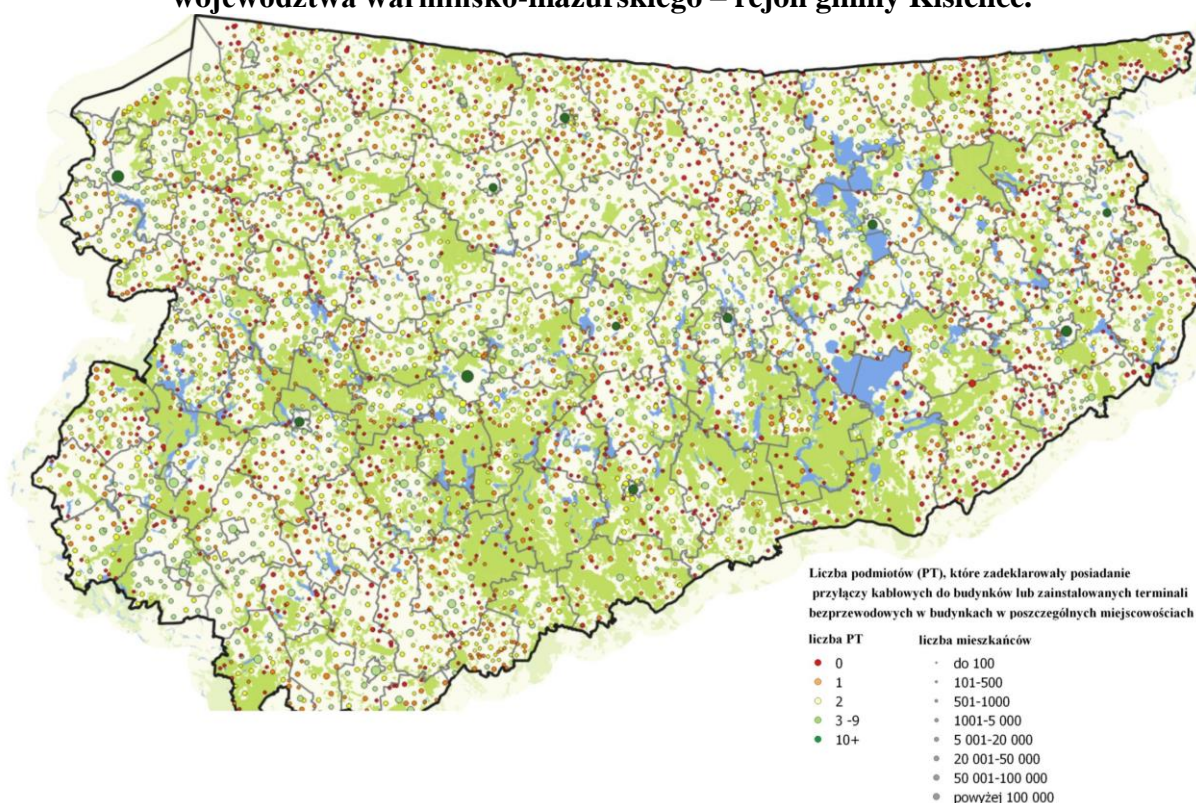 województwa warmińsko-mazurskiego – rejon gminy Kisielice.
Liczba podmiotów (PT), które zadeklarowały posiadanie
przyłączy kablowych do budynków lub zainstalowanych terminali
bezprzewodowych w budynkach w poszczególnych miejscowościach
liczba PT
0
1
2
3 -9
10+
liczba mieszkańców
do 100
101-500
501-1000
1001-5 000
5 001-20 000
20 001-50 000
50 001-100 000
powyżej 100 000